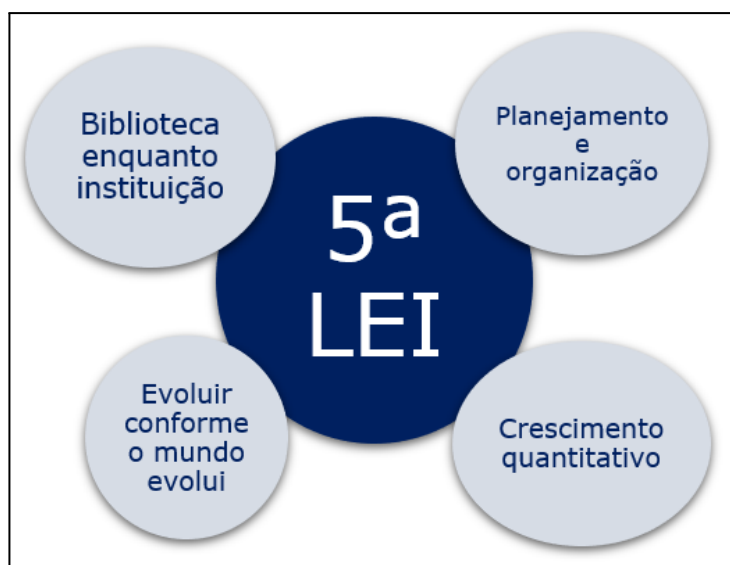 Biblioteca
enquanto
instituição
Planejamento
e
organização
5ª
LEI
Evoluir
conforme
o mundo
evolui
Crescimento
quantitativo